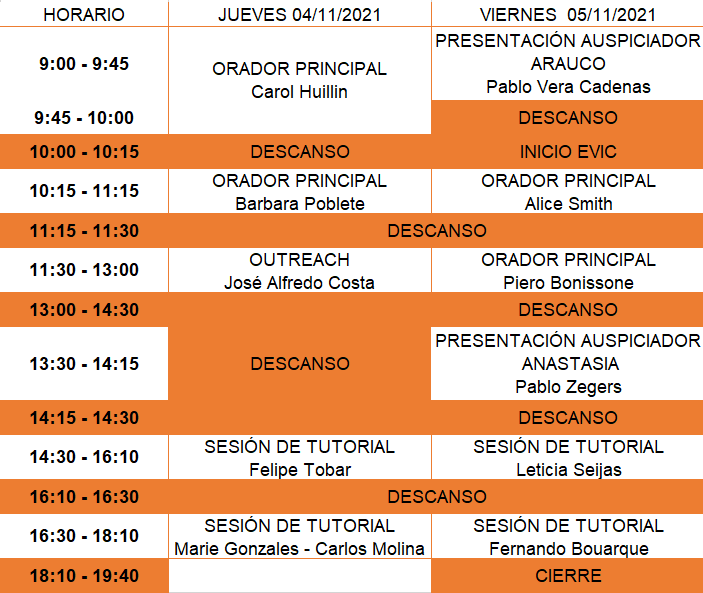 HORARIO JUEVES 04/11/2021 VIERNES 05/11/2021
9:00 - 9:45 ORADOR PRINCIPAL Carol Huillin PRESENTACIÓN AUSPICIADOR ARAUCO Pablo Vera Cadenas
9:45 - 10:00 DESCANSO
10:00 - 10:15 DESCANSO INICIO EVIC
10:15 - 11:15 ORADOR PRINCIPAL Barbara Poblete ORADOR PRINCIPAL Alice Smith
11:15 - 11:30 DESCANSO
11:30 - 13:00 OUTREACH José Alfredo Costa ORADOR PRINCIPAL Piero Bonissone
13:00 - 14:30 DESCANSO
13:30 - 14:15 DESCANSO PRESENTACIÓN AUSPICIADOR ANASTASIA Pablo Zegers
14:15 - 14:30 DESCANSO
14:30 - 16:10 SESIÓN DE TUTORIAL Felipe Tobar SESIÓN DE TUTORIAL Leticia Seijas
16:10 - 16:30 DESCANSO
16:30 - 18:10 SESIÓN DE TUTORIAL Marie Gonzales - Carlos Molina SESIÓN DE TUTORIAL Fernando Bouarque
18:10 - 19:40 CIERRE